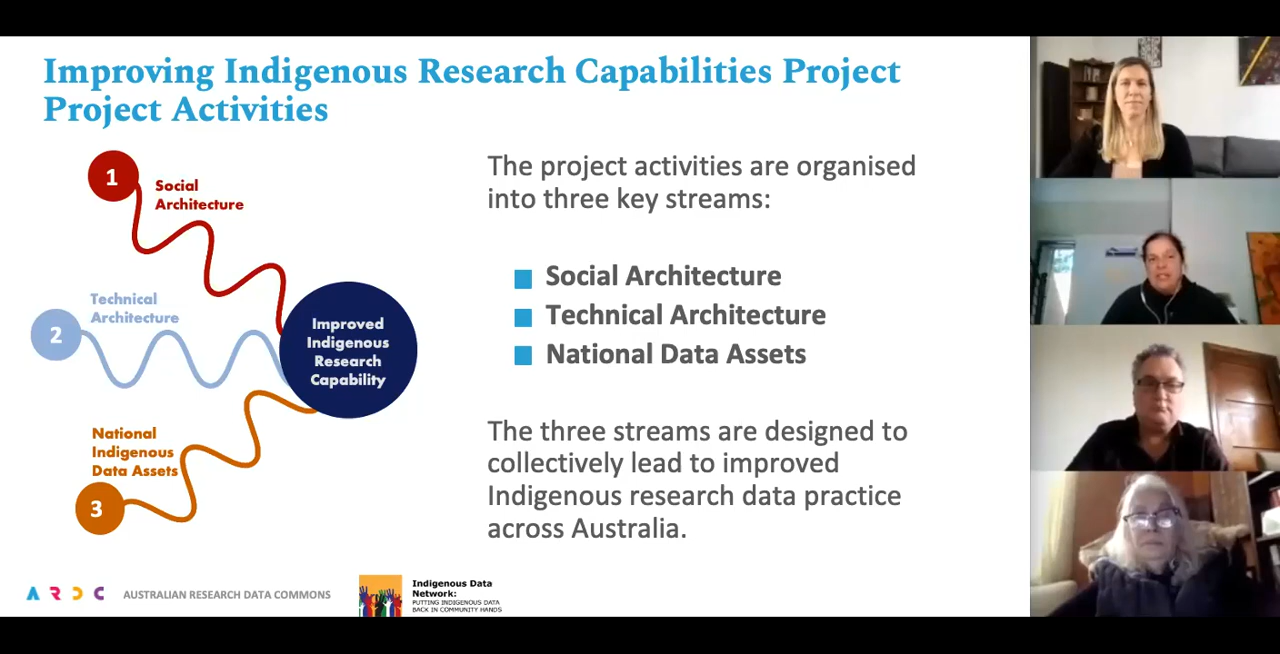 Improving Indigenous Research Capabilities Project
Project Activities
1
Social
Architecture
Technical
Architecture
2
Improved
Indigenous
Research
Capability
National
Indigenous
Data Assets
3
The project activities are organised
into three key streams:
Social Architecture
Technical Architecture
National Data Assets
The three streams are designed to
collectively lead to improved
Indigenous research data practice
across Australia.
ARDC AUSTRALIAN RESEARCH DATA COMMONS
Indigenous Data
Network:
PUTTING INDIGENOUS DATA
BACK IN COMMUNITY HANDS